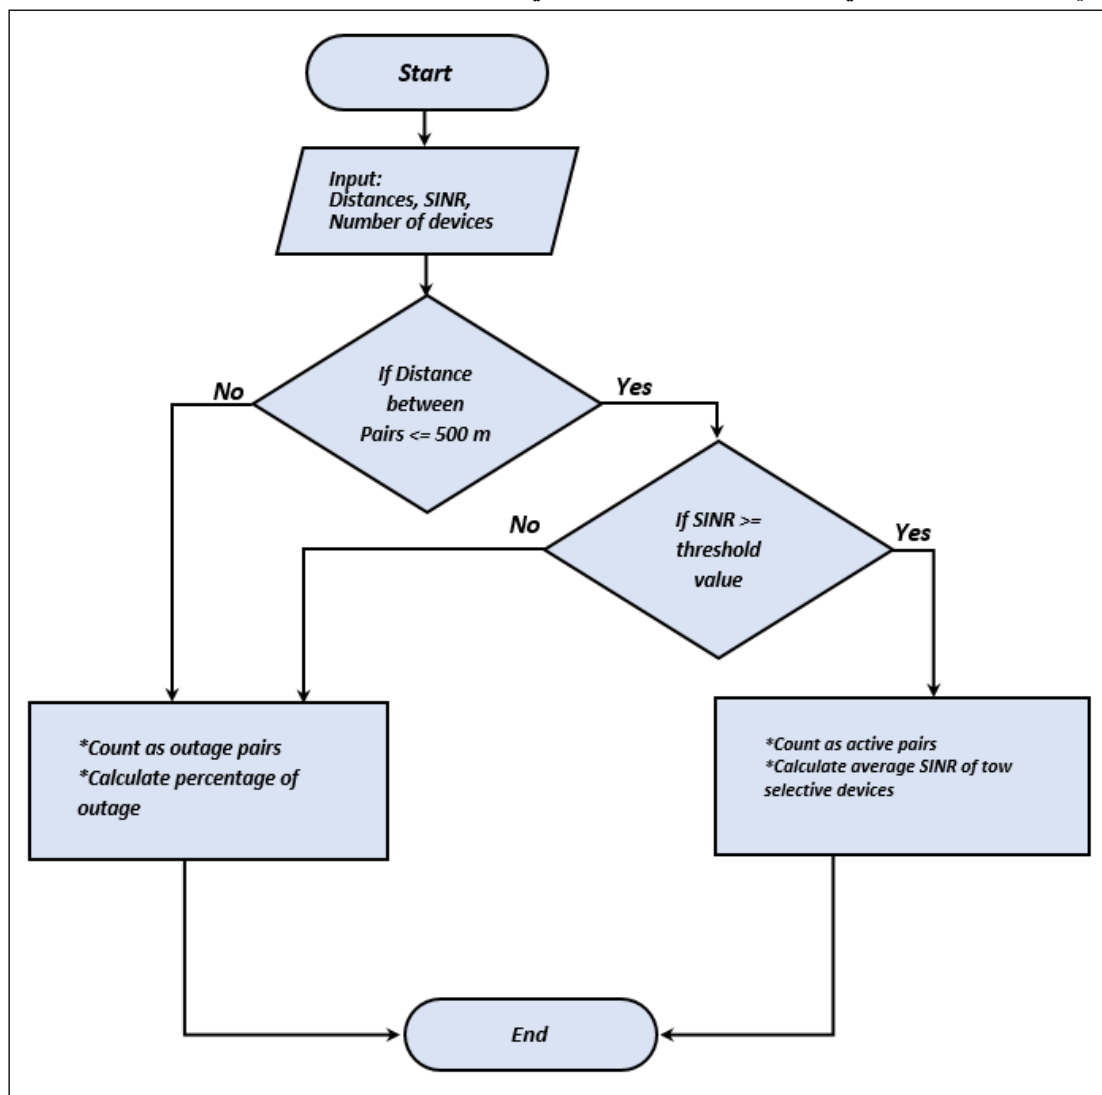 Start
Input:
Distances, SINR,
Number of devices
If Distance
between
Pairs <= 500 m
No
Yes
If SINR >=
threshold
value
No
Yes
*Count as outage pairs
*Calculate percentage of
outage
*Count as active pairs
*Calculate average SINR of tow
selective devices
End